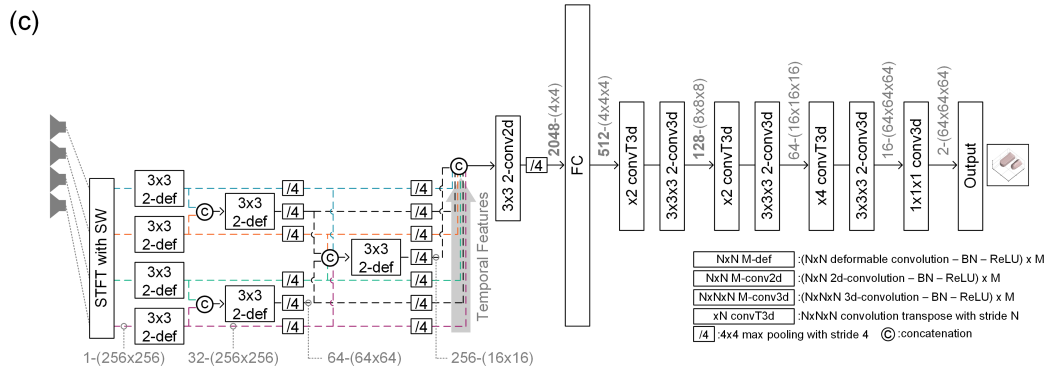 (c)
STFT with SW
3x3
2-def
3x3
2-def
3x3
2-def
3x3
2-def
C
C
3x3
2-def
3x3
2-def
/4
/4
/4
/4
/4
/4
C
3x3
2-def
/4
/4
/4
/4
/4
/4
/4
C
Temporal Features
1-(256x256)
32-(256x256)
64-(64x64)
256-(16x16)
3x3 2-conv2d
/4
2048-(4x4)
FC
512-(4x4x4)
x2 convT3d
3x3x3 2-conv3d
128-(8x8x8)
x2 convT3d
3x3x3 2-conv3d
64-(16x16x16)
x4 convT3d
3x3x3 2-conv3d
16-(64x64x64)
1x1x1 conv3d
2-(64x64x64)
Output
NxN M-def :(NxN deformable convolution – BN – ReLU) x M
NxN M-conv2d :(NxN 2d-convolution – BN – ReLU) x M
NxNxN M-conv3d :(NxNxN 3d-convolution – BN – ReLU) x M
xN convT3d :NxNxN convolution transpose with stride N
/4 :4x4 max pooling with stride 4 C :concatenation